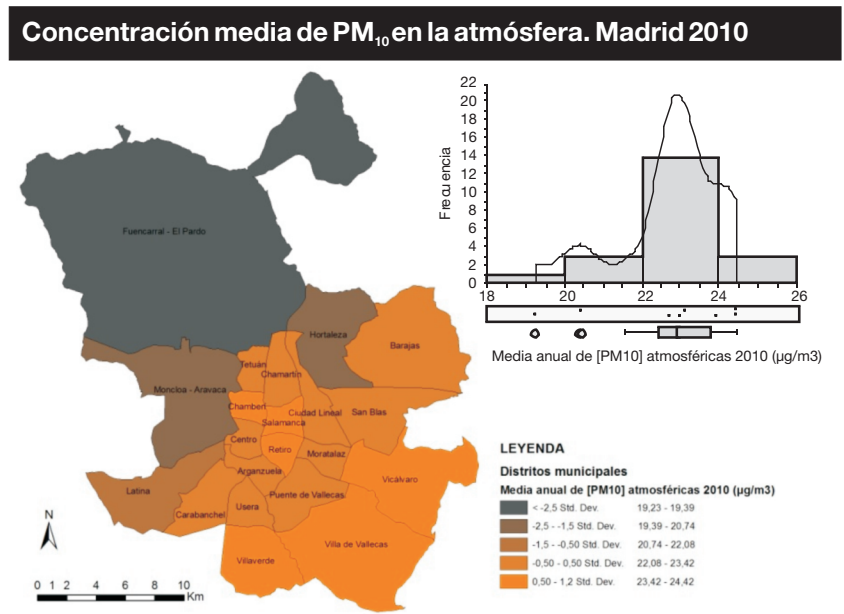 Concentración media de PM10 en la atmósfera. Madrid 2010
Fuencarral - El Pardo
Hortaleza
Barajas
Tetuán
Chamartín
Moncloa - Aravaca
Chamberí
Ciudad Lineal
San Blas
Salamanca
Centro
Retiro
Moratalaz
Arganzuela
Vicálvaro
Latina
Puente de Vallecas
Carabanchel
Usera
Villa de Vallecas
Villaverde
N
0 1 2 4 6 8 10
Km
Frecuencia
22
20
18
16
14
12
10
8
6
4
2
0
18 20 22 24 26
Media anual de [PM10] atmosféricas 2010 (µg/m3)
LEYENDA
Distritos municipales
Media anual de [PM10] atmosféricas 2010 (µg/m3)
< -2,5 Std. Dev. 19,23 - 19,39
-2,5 - -1,5 Std. Dev. 19,39 - 20,74
-1,5 - -0,50 Std. Dev. 20,74 - 22,08
-0,50 - 0,50 Std. Dev. 22,08 - 23,42
0,50 - 1,2 Std. Dev. 23,42 - 24,42